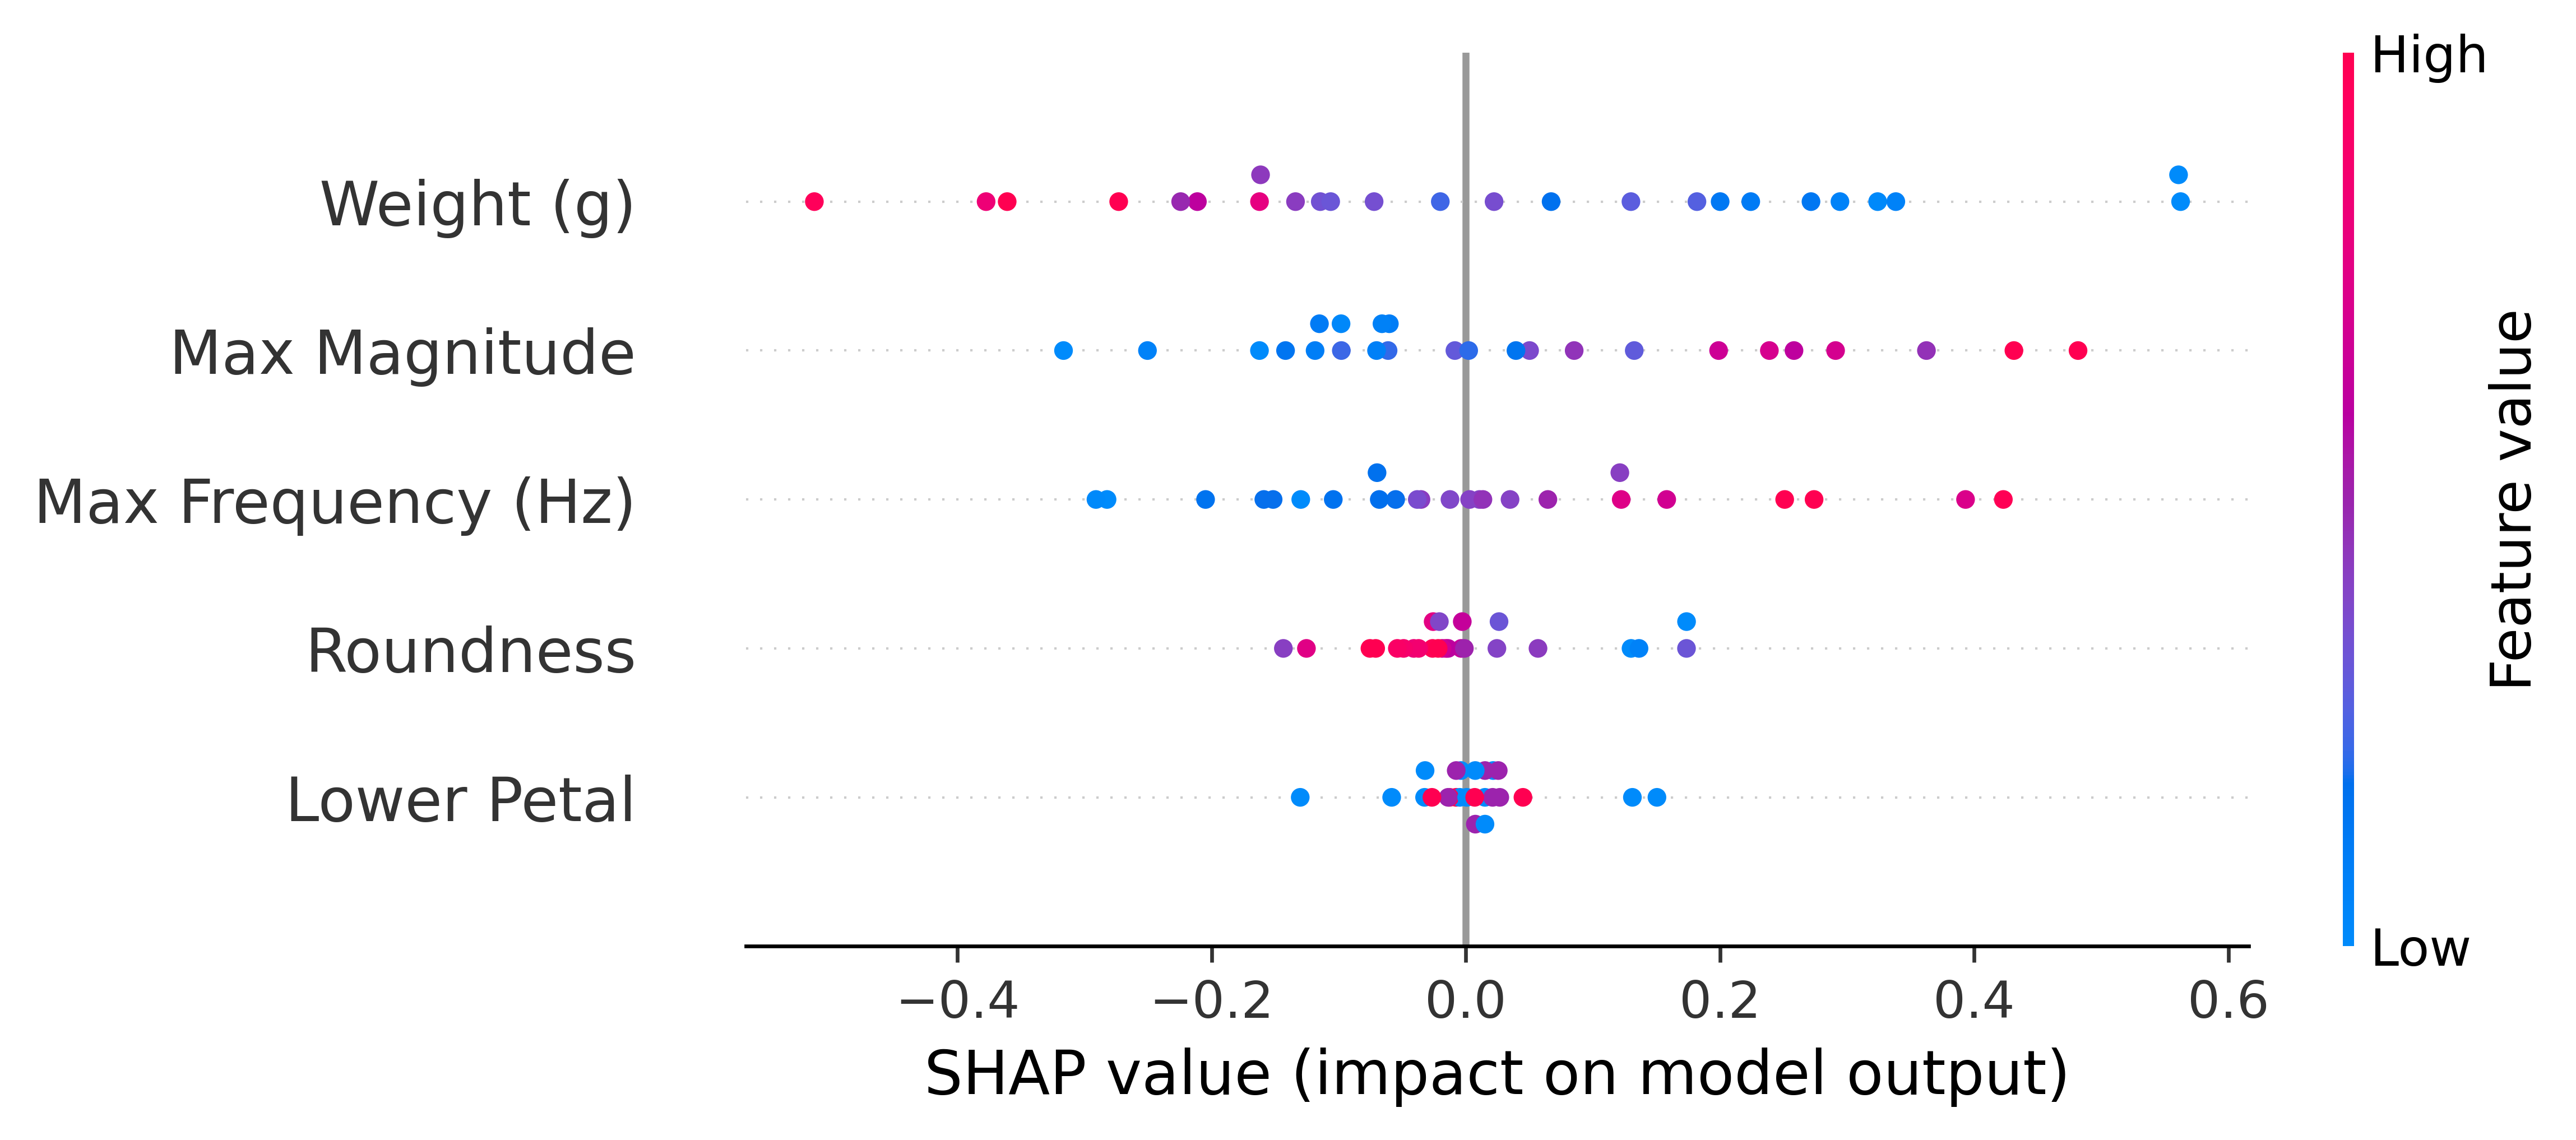 High
Weight (g)
Max Magnitude
Max Frequency (Hz)
Roundness
Lower Petal
Feature value
Low
−0.4 −0.2 0.0 0.2 0.4 0.6
SHAP value (impact on model output)